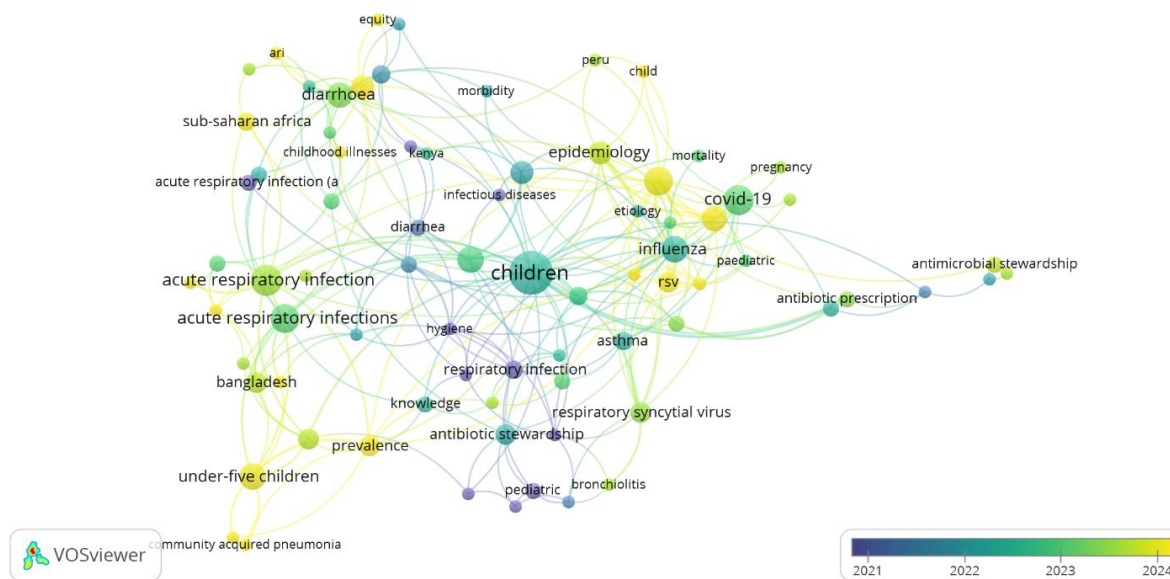 equity
ari
peru
child
diarrhoea
morbidity
sub-saharan africa
childhood illnesses
kenya
epidemiology
mortality
pregnancy
acute respiratory infection (a
infectious diseases
covid-19
etiology
diarrhea
influenza
paediatric
children
antimicrobial stewardship
acute respiratory infection
rsv
antibiotic prescription
acute respiratory infections
hygiene
asthma
respiratory infection
bangladesh
knowledge
respiratory syncytial virus
antibiotic stewardship
prevalence
under-five children
pediatric
bronchiolitis
community acquired pneumonia
VOSviewer
2021 2022 2023 2024